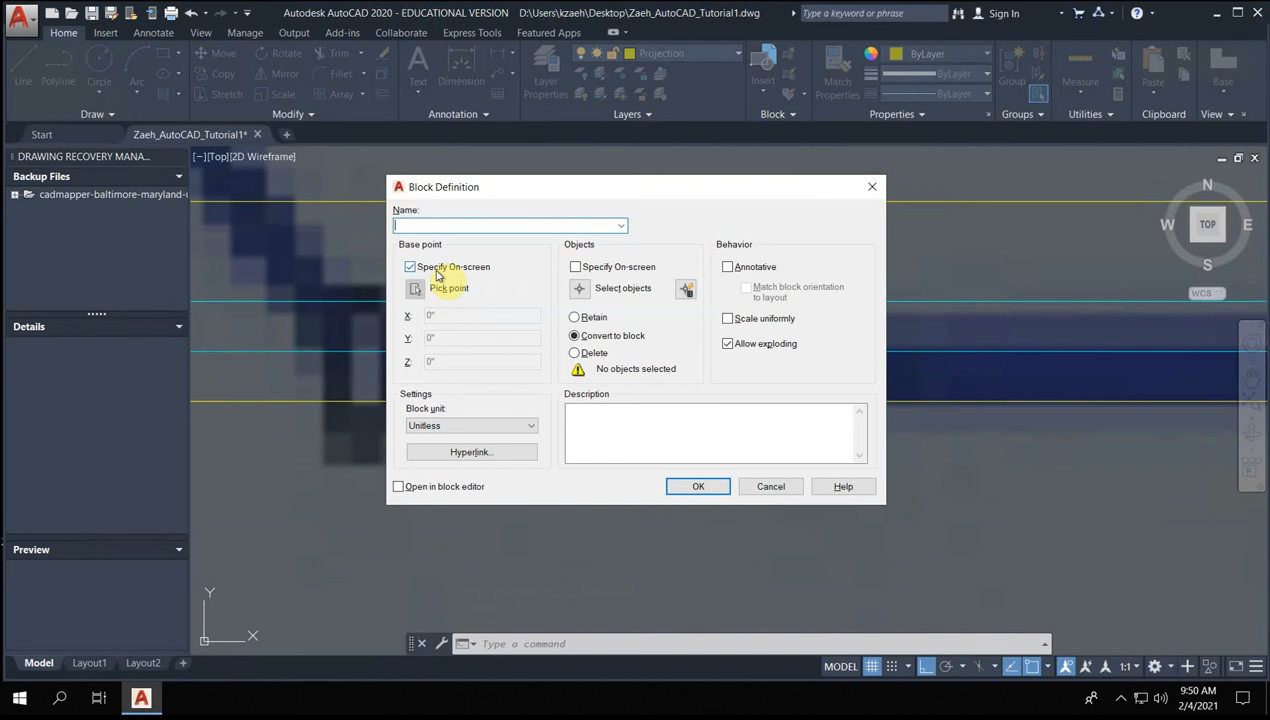 Autodesk AutoCAD 2020 - EDUCATIONAL VERSION D:\Users\kzaeh\Desktop\Zaeh_AutoCAD_Tutorial1.dwg
Type a keyword or phrase
Sign In
Home Insert Annotate View Manage Output Add-ins Collaborate Express Tools Featured Apps
Line Polyline Circle Arc
Move Rotate Trim
Copy Mirror Fillet
Stretch Scale Array
Text Dimension
Layer Properties
Projection
Insert
Match Properties
ByLayer
ByLayer
ByLayer
Group
Measure
Paste
Base
Draw Modify Annotation Layers Block Properties Groups Utilities Clipboard View
Start Zaeh_AutoCAD_Tutorial1*
DRAWING RECOVERY MANA...
[−][Top][2D Wireframe]
Backup Files
cadmapper-baltimore-maryland-u
Details
Preview
N
W TOP E
S
WCS
Block Definition
Name:
Base point
Specify On-screen
Pick point
X: 0"
Y: 0"
Z: 0"
Objects
Specify On-screen
Select objects
Retain
Convert to block
Delete
No objects selected
Behavior
Annotative
Match block orientation
to layout
Scale uniformly
Allow exploding
Settings
Block unit:
Unitless
Hyperlink...
Description
Open in block editor
OK Cancel Help
Y
X
Type a command
Model Layout1 Layout2
MODEL 1:1
9:50 AM
2/4/2021